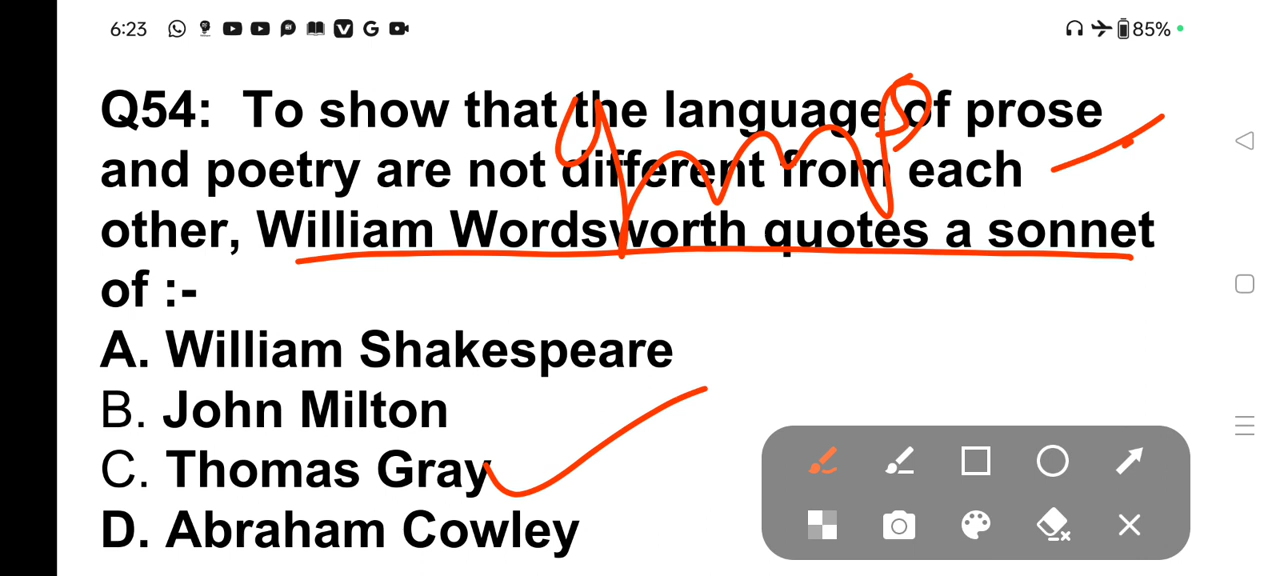 6:23 85%
Q54: To show that the language of prose
and poetry are not different from each
other, William Wordsworth quotes a sonnet
of :-
A. William Shakespeare
B. John Milton
C. Thomas Gray
D. Abraham Cowley